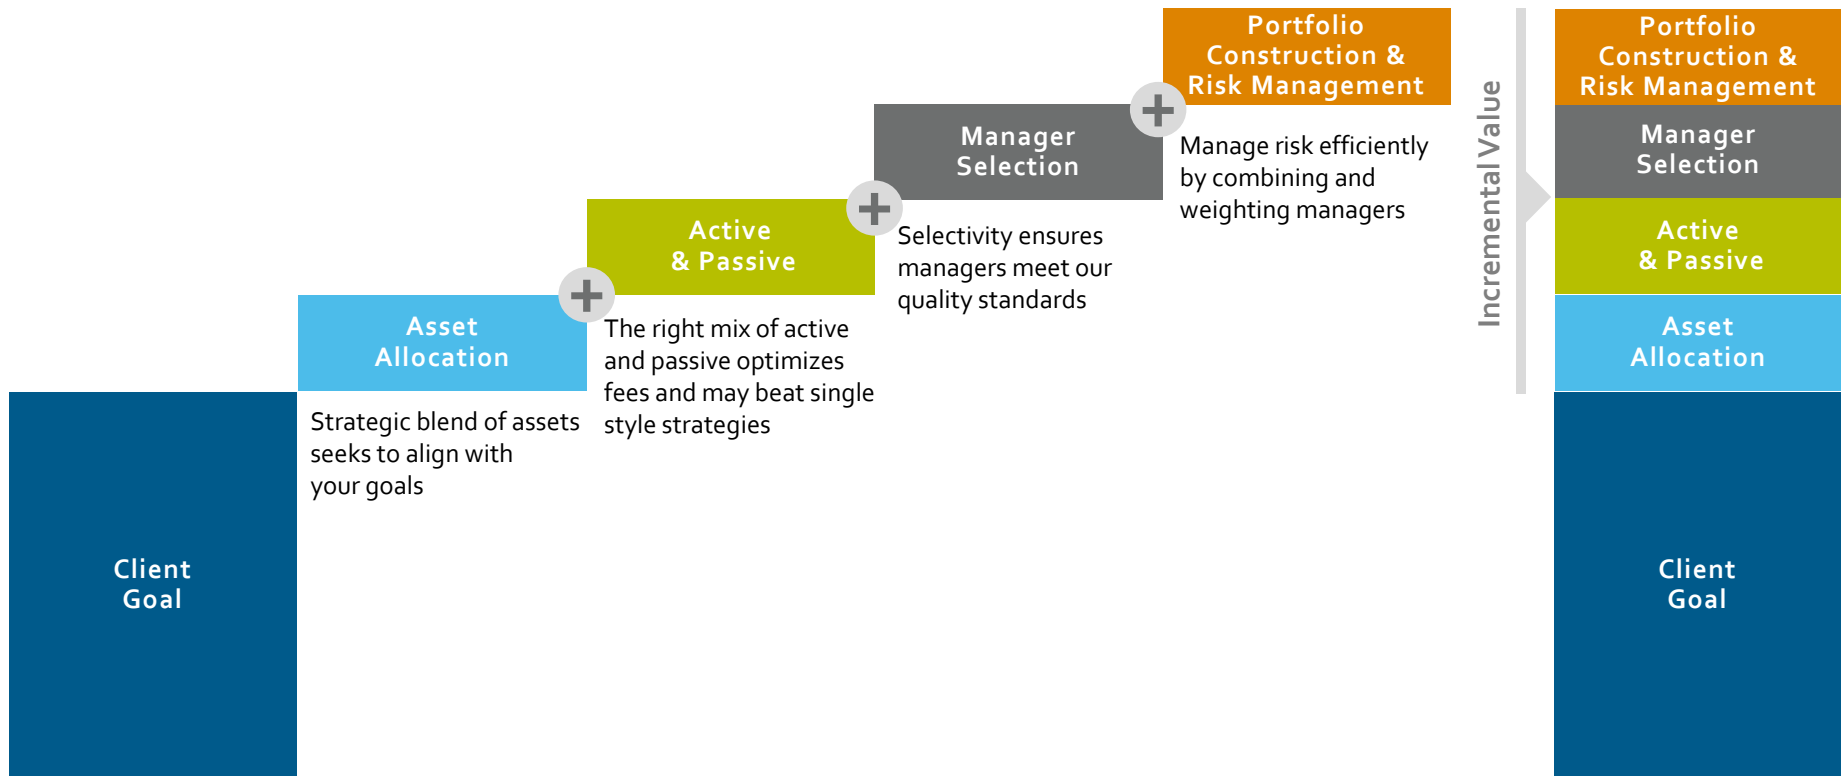 Client
Goal
Asset
Allocation
Strategic blend of assets
seeks to align with
your goals
Active
& Passive
The right mix of active
and passive optimizes
fees and may beat single
style strategies
Manager
Selection
Selectivity ensures
managers meet our
quality standards
Portfolio
Construction &
Risk Management
Manage risk efficiently
by combining and
weighting managers
Incremental Value
Portfolio
Construction &
Risk Management
Manager
Selection
Active
& Passive
Asset
Allocation
Client
Goal